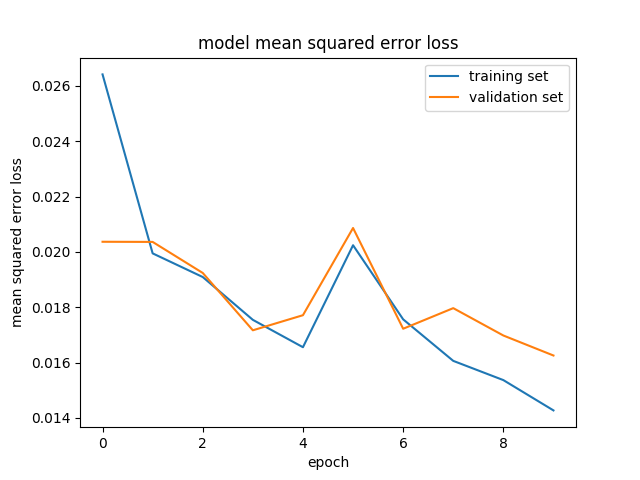 model mean squared error loss
training set
validation set
mean squared error loss
0.026
0.024
0.022
0.020
0.018
0.016
0.014
0 2 4 6 8
epoch